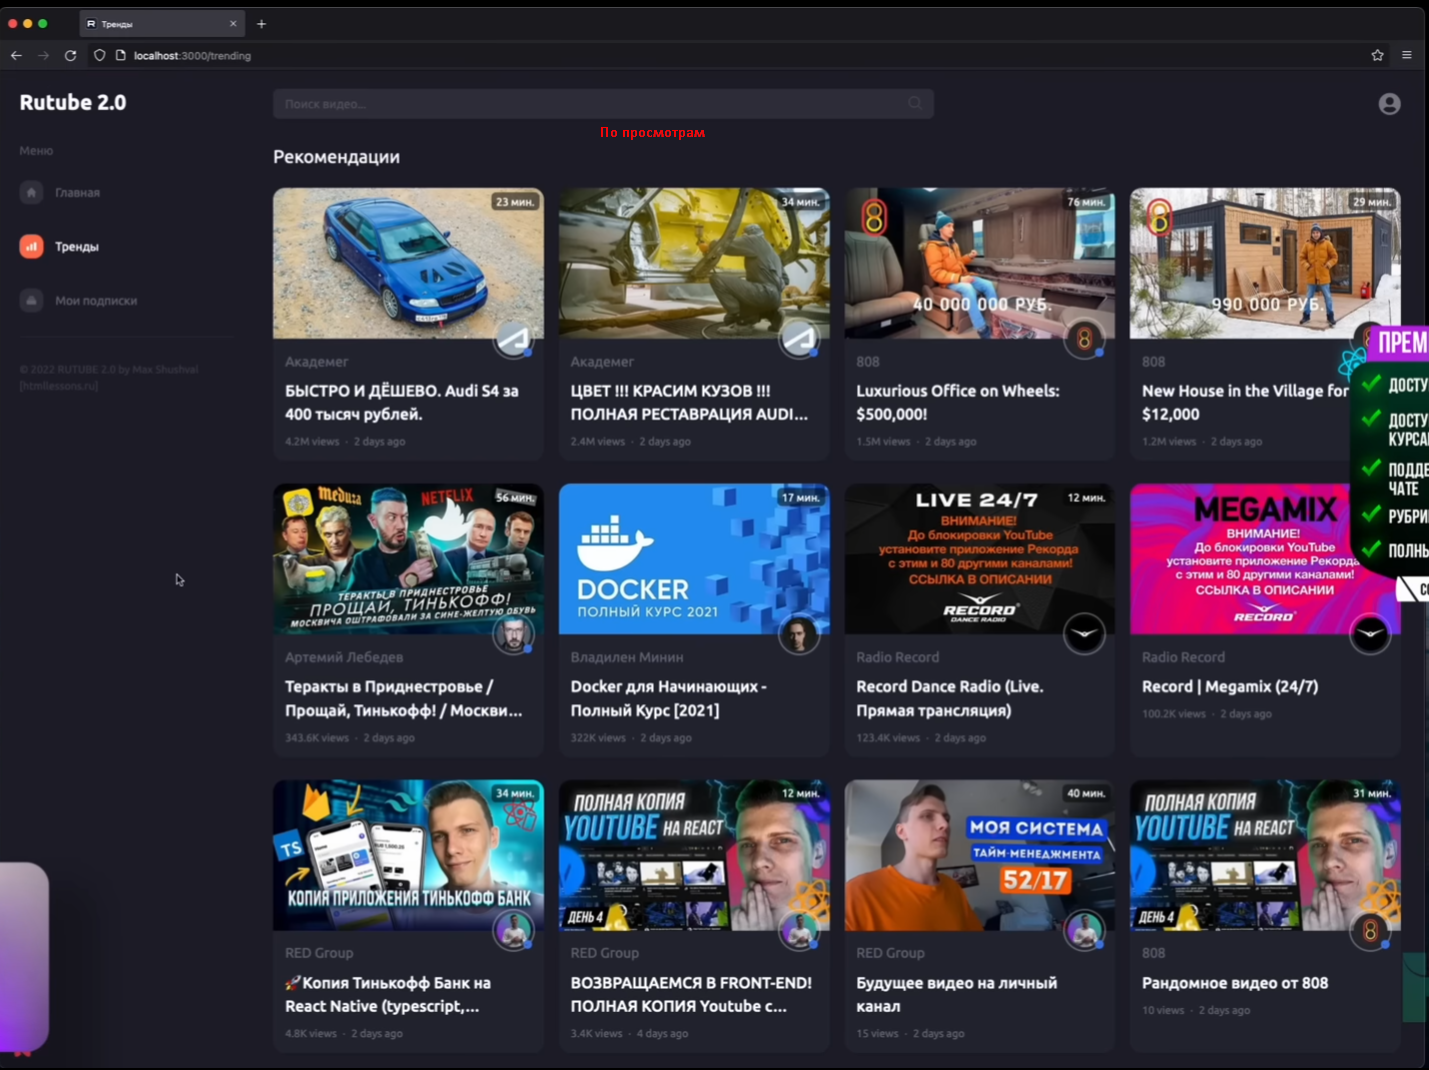 Тренды
localhost:3000/trending
Rutube 2.0
Поиск видео...
По просмотрам
Меню
Главная
Тренды
Мои подписки
© 2022 RUTUBE 2.0 by Max Shushval
[htmllessons.ru]
Рекомендации
23 мин.
Академег
БЫСТРО И ДЁШЕВО. Audi S4 за
400 тысяч рублей.
4.2M views · 2 days ago
34 мин.
Академег
ЦВЕТ !!! КРАСИМ КУЗОВ !!!
ПОЛНАЯ РЕСТАВРАЦИЯ AUDI...
2.4M views · 2 days ago
8
76 мин.
40 000 000 РУБ.
8
808
Luxurious Office on Wheels:
$500,000!
1.5M views · 2 days ago
8
29 мин.
990 000 РУБ.
808
New House in the Village for
$12,000
1.2M views · 2 days ago
ПРЕМ
ДОСТУ
ДОСТУ
КУРСА
ПОДДЕ
ЧАТЕ
РУБРИ
ПОЛНЫ
meduza
NETFLIX
56 мин.
ТЕРАКТЫ В ПРИДНЕСТРОВЬЕ
ПРОЩАЙ, ТИНЬКОФФ!
МОСКВИЧА ОШТРАФОВАЛИ ЗА СИНЕ-ЖЕЛТУЮ ОБУВЬ
Артемий Лебедев
Теракты в Приднестровье /
Прощай, Тинькофф! / Москви...
343.6K views · 2 days ago
17 мин.
DOCKER
ПОЛНЫЙ КУРС 2021
Владилен Минин
Docker для Начинающих -
Полный Курс [2021]
322K views · 2 days ago
LIVE 24/7
12 мин.
ВНИМАНИЕ!
До блокировки YouTube
установите приложение Рекорда
с этим и 80 другими каналами!
ССЫЛКА В ОПИСАНИИ
RECORD
DANCE RADIO
Radio Record
Record Dance Radio (Live.
Прямая трансляция)
123.4K views · 2 days ago
MEGAMIX
ВНИМАНИЕ!
До блокировки YouTube
установите приложение Рекорда
с этим и 80 другими каналами!
ССЫЛКА В ОПИСАНИИ
RECORD
Radio Record
Record | Megamix (24/7)
100.2K views · 2 days ago
34 мин.
TS
КОПИЯ ПРИЛОЖЕНИЯ ТИНЬКОФФ БАНК
RED Group
🚀Копия Тинькофф Банк на
React Native (typescript,...
4.8K views · 2 days ago
12 мин.
ПОЛНАЯ КОПИЯ
YOUTUBE НА REACT
ДЕНЬ 4
RED Group
ВОЗВРАЩАЕМСЯ В FRONT-END!
ПОЛНАЯ КОПИЯ Youtube с...
3.4K views · 4 days ago
40 мин.
МОЯ СИСТЕМА
ТАЙМ-МЕНЕДЖМЕНТА
52/17
RED Group
Будущее видео на личный
канал
15 views · 2 days ago
31 мин.
ПОЛНАЯ КОПИЯ
YOUTUBE НА REACT
ДЕНЬ 4
8
808
Рандомное видео от 808
10 views · 2 days ago